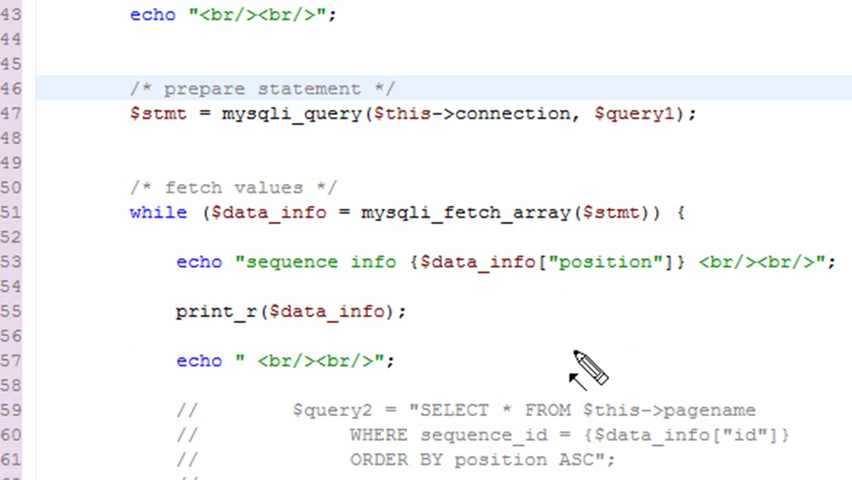 43 echo "<br/><br/>";
44
45
46 /* prepare statement */
47 $stmt = mysqli_query($this->connection, $query1);
48
49
50 /* fetch values */
51 while ($data_info = mysqli_fetch_array($stmt)) {
52
53 echo "sequence info {$data_info["position"]} <br/><br/>";
54
55 print_r($data_info);
56
57 echo " <br/><br/>";
58
59 // $query2 = "SELECT * FROM $this->pagename
60 // WHERE sequence_id = {$data_info["id"]}
61 // ORDER BY position ASC";
//